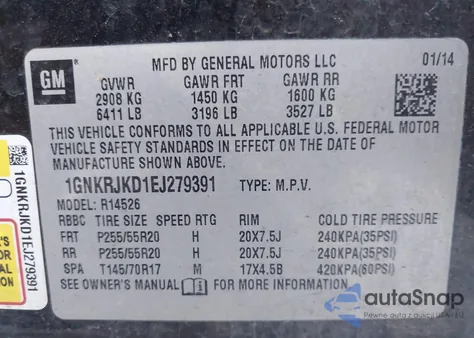 MFD BY GENERAL MOTORS LLC 01/14
GM
GVWR GAWR FRT GAWR RR
2908 KG 1450 KG 1600 KG
6411 LB 3196 LB 3527 LB
THIS VEHICLE CONFORMS TO ALL APPLICABLE U.S. FEDERAL MOTOR
VEHICLE SAFETY STANDARDS IN EFFECT ON THE DATE OF
MANUFACTURE SHOWN ABOVE.
1GNKRJKD1EJ279391 TYPE: M.P.V.
MODEL: R14526
RBBC TIRE SIZE SPEED RTG RIM COLD TIRE PRESSURE
FRT P255/55R20 H 20X7.5J 240KPA(35PSI)
RR P255/55R20 H 20X7.5J 240KPA(35PSI)
SPA T145/70R17 M 17X4.5B 420KPA(60PSI)
SEE OWNER'S MANUAL FOR MORE INFORMATION
1GNKRJKD1EJ279391
autoSnap
Pewne auta z aukcji USA